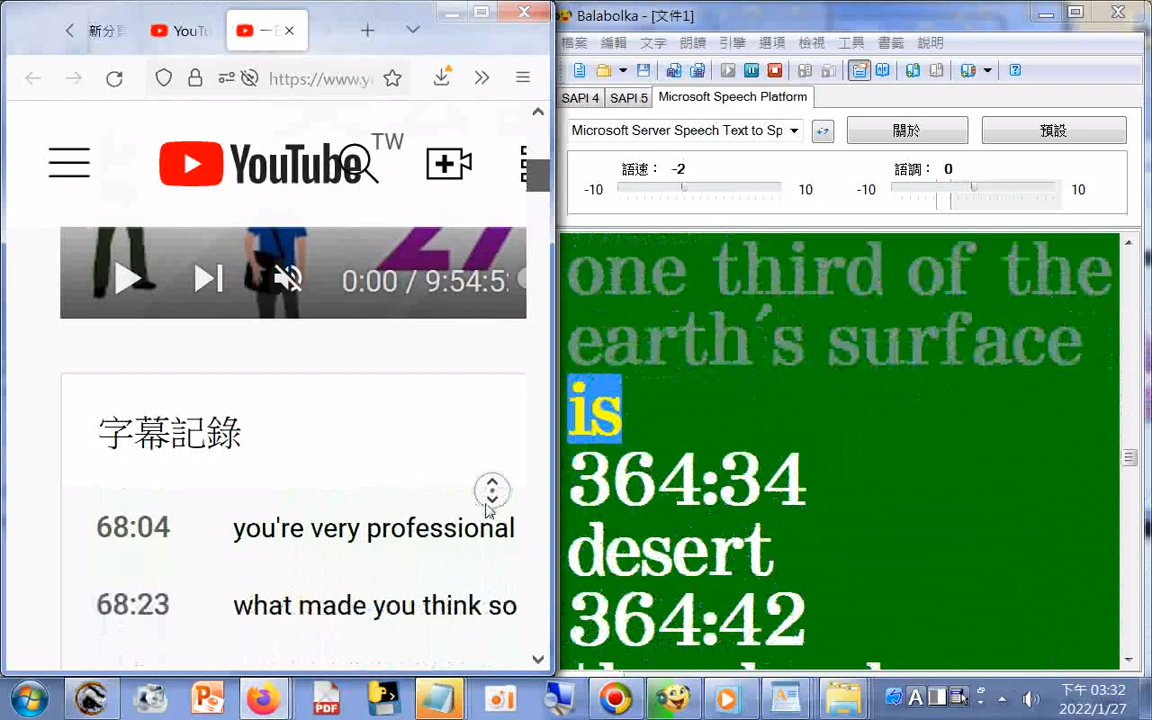 新分
YouTu
一 E
https://www.y
TW
YouTube
27
0:00 / 9:54:5
字幕記錄
68:04 you're very professional
68:23 what made you think so
Balabolka - [文件1]
檔案 編輯 文字 朗讀 引擎 選項 檢視 工具 書籤 說明
SAPI 4 SAPI 5 Microsoft Speech Platform
Microsoft Server Speech Text to Sp 關於 預設
語速： -2 語調： 0
-10 10 -10 10
one third of the
earth's surface
is
364:34
desert
364:42
PDF
A
下午 03:32
2022/1/27